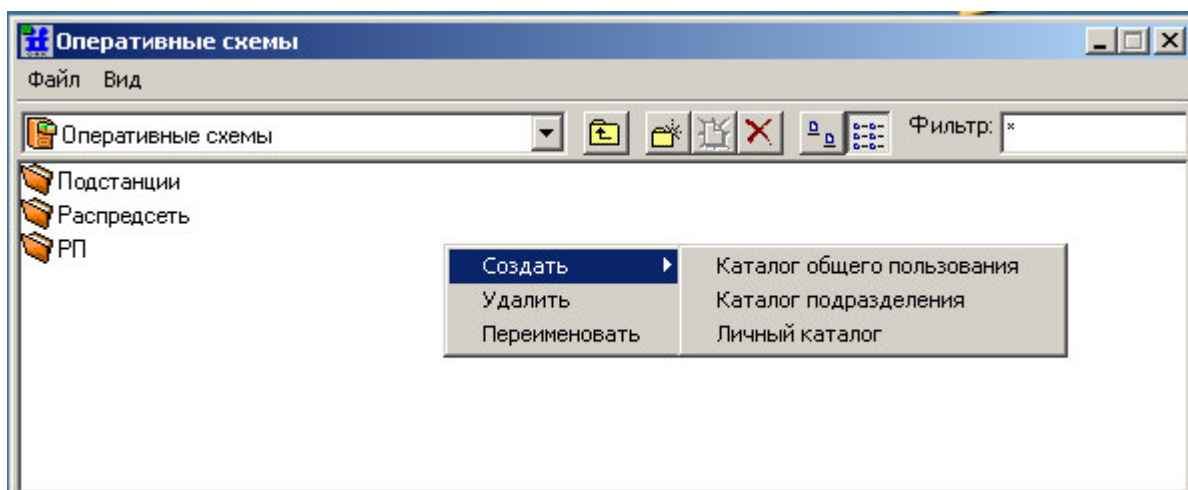 Оперативные схемы
Файл Вид
Оперативные схемы
Фильтр: *
Подстанции
Распредсеть
РП
Создать
Удалить
Переименовать
Каталог общего пользования
Каталог подразделения
Личный каталог